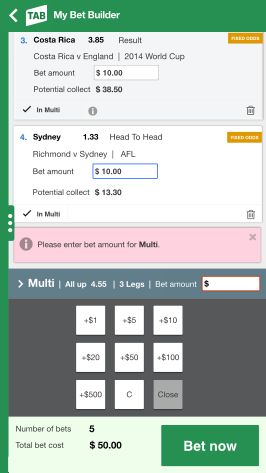 TAB My Bet Builder
3. Costa Rica 3.85 Result FIXED ODDS
Costa Rica v England | 2014 World Cup
Bet amount $ 10.00
Potential collect $ 38.50
In Multi
4. Sydney 1.33 Head To Head FIXED ODDS
Richmond v Sydney | AFL
Bet amount $ 10.00
Potential collect $ 13.30
In Multi
Please enter bet amount for Multi.
Multi | All up 4.55 | 3 Legs | Bet amount $
+$1 +$5 +$10
+$20 +$50 +$100
+$500 C Close
Number of bets 5
Total bet cost $ 50.00
Bet now